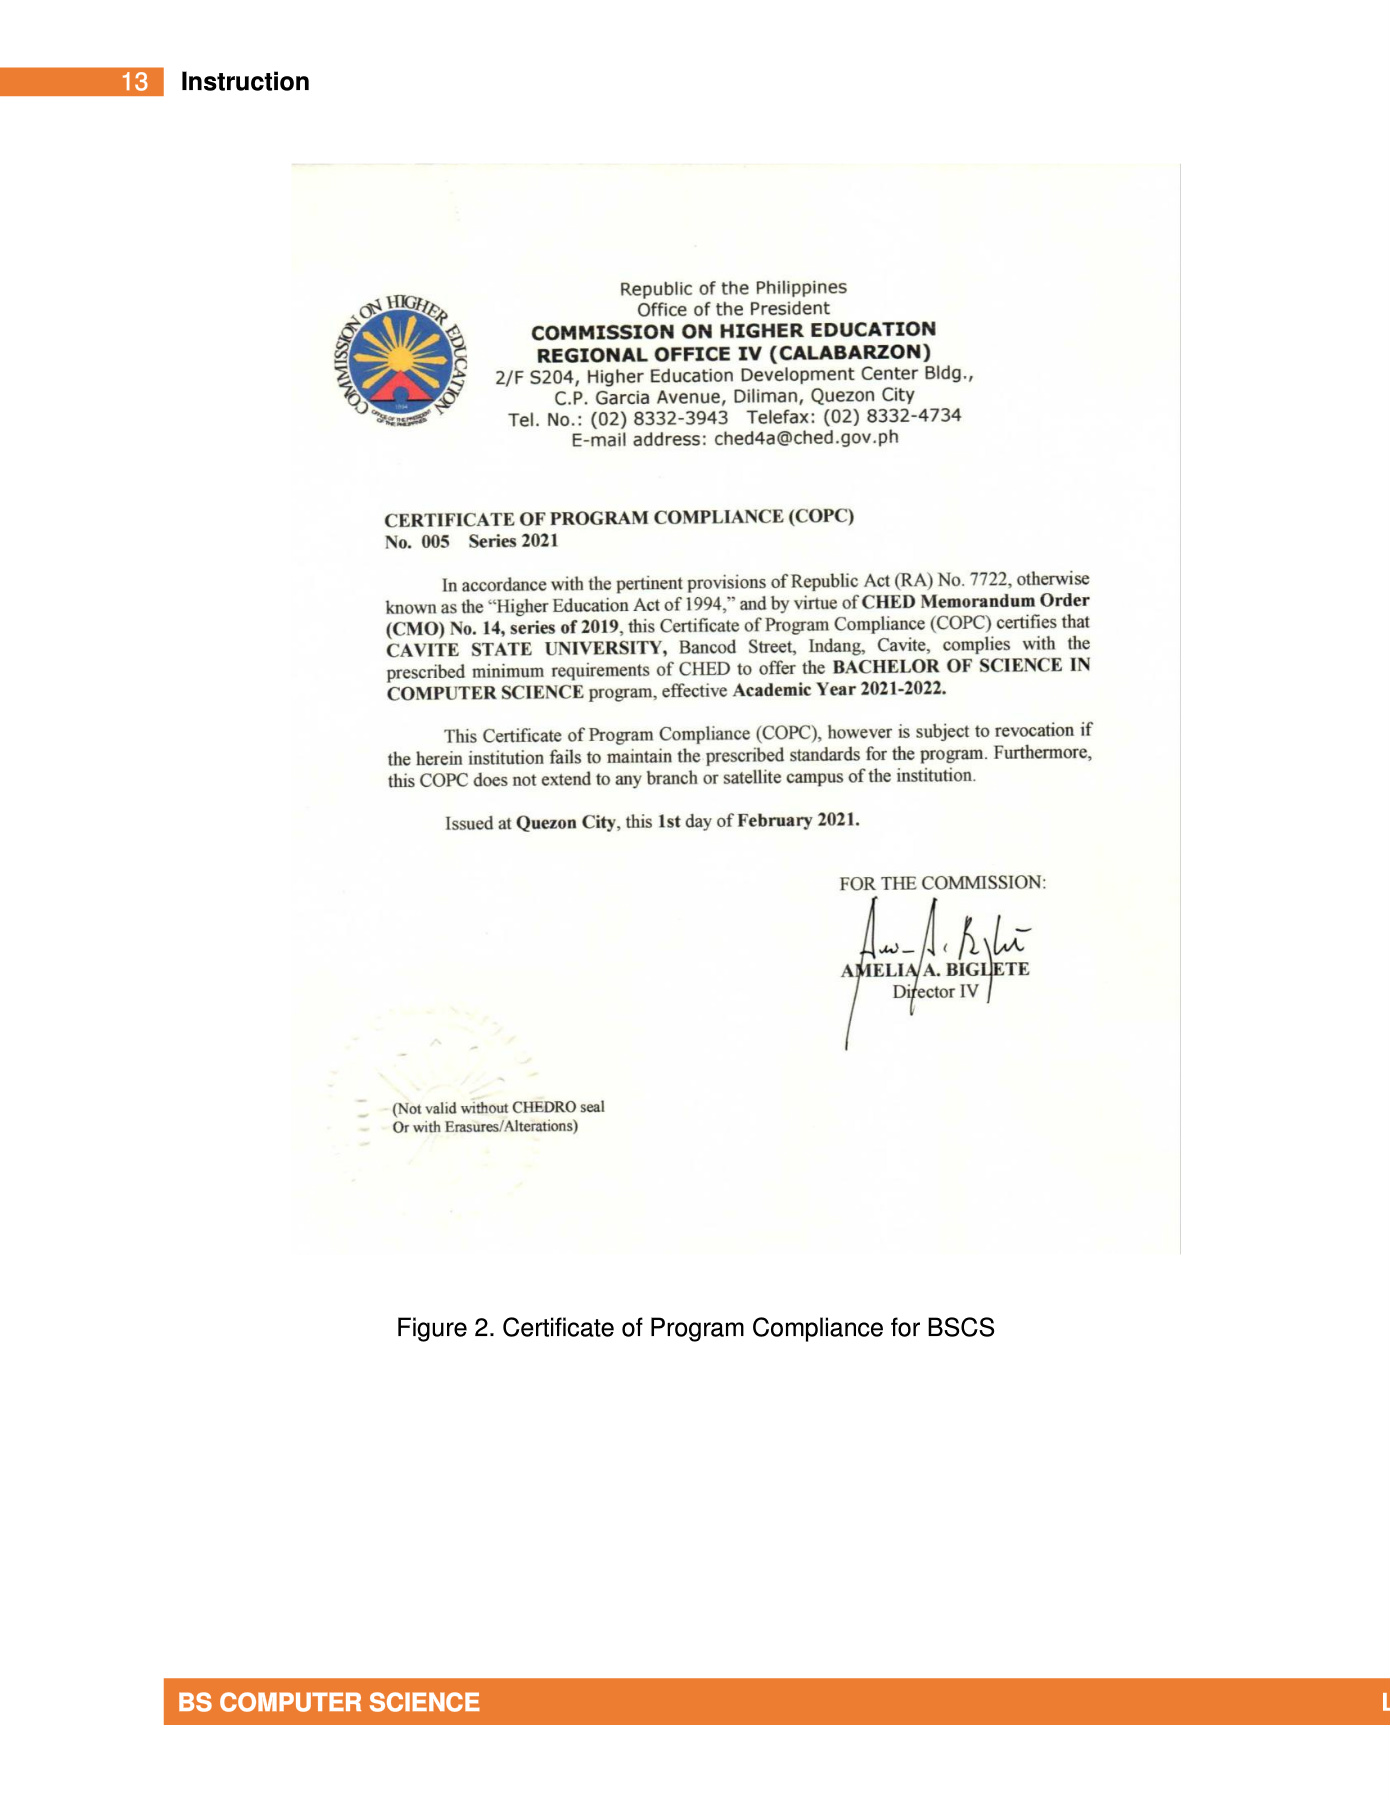 13 Instruction
COMMISSION ON HIGHER EDUCATION
1994
OFFICE OF THE PRESIDENT
OF THE PHILIPPINES
Republic of the Philippines
Office of the President
COMMISSION ON HIGHER EDUCATION
REGIONAL OFFICE IV (CALABARZON)
2/F S204, Higher Education Development Center Bldg.,
C.P. Garcia Avenue, Diliman, Quezon City
Tel. No.: (02) 8332-3943 Telefax: (02) 8332-4734
E-mail address: ched4a@ched.gov.ph
CERTIFICATE OF PROGRAM COMPLIANCE (COPC)
No. 005 Series 2021
In accordance with the pertinent provisions of Republic Act (RA) No. 7722, otherwise
known as the “Higher Education Act of 1994,” and by virtue of CHED Memorandum Order
(CMO) No. 14, series of 2019, this Certificate of Program Compliance (COPC) certifies that
CAVITE STATE UNIVERSITY, Bancod Street, Indang, Cavite, complies with the
prescribed minimum requirements of CHED to offer the BACHELOR OF SCIENCE IN
COMPUTER SCIENCE program, effective Academic Year 2021-2022.
This Certificate of Program Compliance (COPC), however is subject to revocation if
the herein institution fails to maintain the prescribed standards for the program. Furthermore,
this COPC does not extend to any branch or satellite campus of the institution.
Issued at Quezon City, this 1st day of February 2021.
FOR THE COMMISSION:
AMELIA A. BIGLETE
Director IV
(Not valid without CHEDRO seal
Or with Erasures/Alterations)
Figure 2. Certificate of Program Compliance for BSCS
BS COMPUTER SCIENCE L